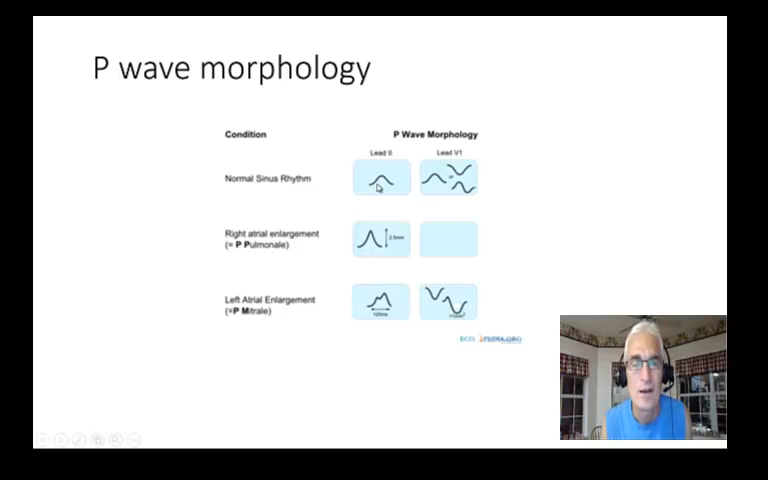 P wave morphology
Condition P Wave Morphology
Lead II Lead V1
Normal Sinus Rhythm
Right atrial enlargement
(= P Pulmonale)
Left Atrial Enlargement
(=P Mitrale)
120ms